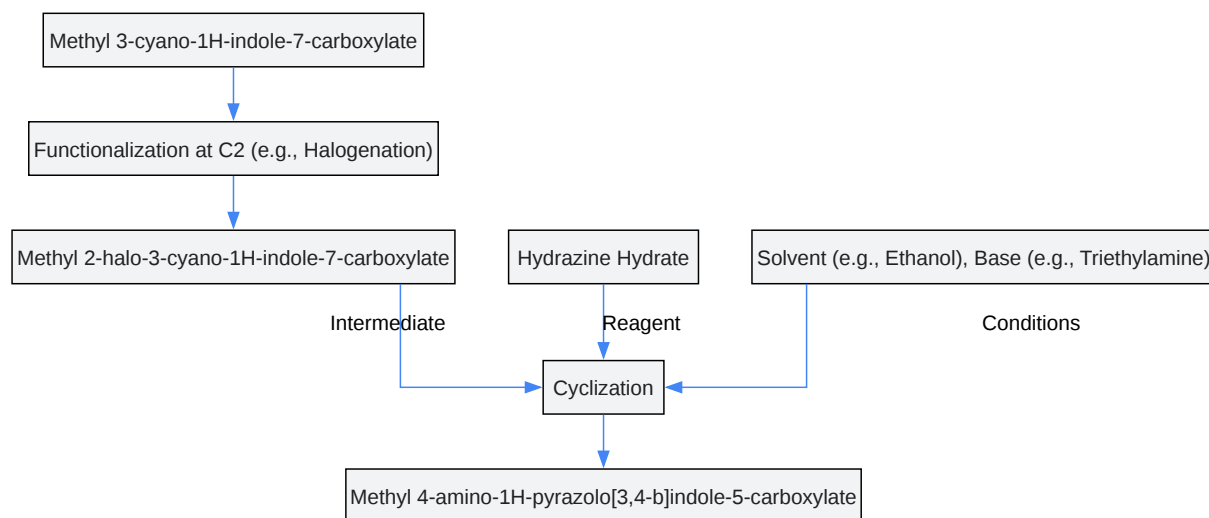 Methyl 3-cyano-1H-indole-7-carboxylate
Functionalization at C2 (e.g., Halogenation)
Methyl 2-halo-3-cyano-1H-indole-7-carboxylate
Hydrazine Hydrate
Solvent (e.g., Ethanol), Base (e.g., Triethylamine)
Intermediate
Reagent
Conditions
Cyclization
Methyl 4-amino-1H-pyrazolo[3,4-b]indole-5-carboxylate